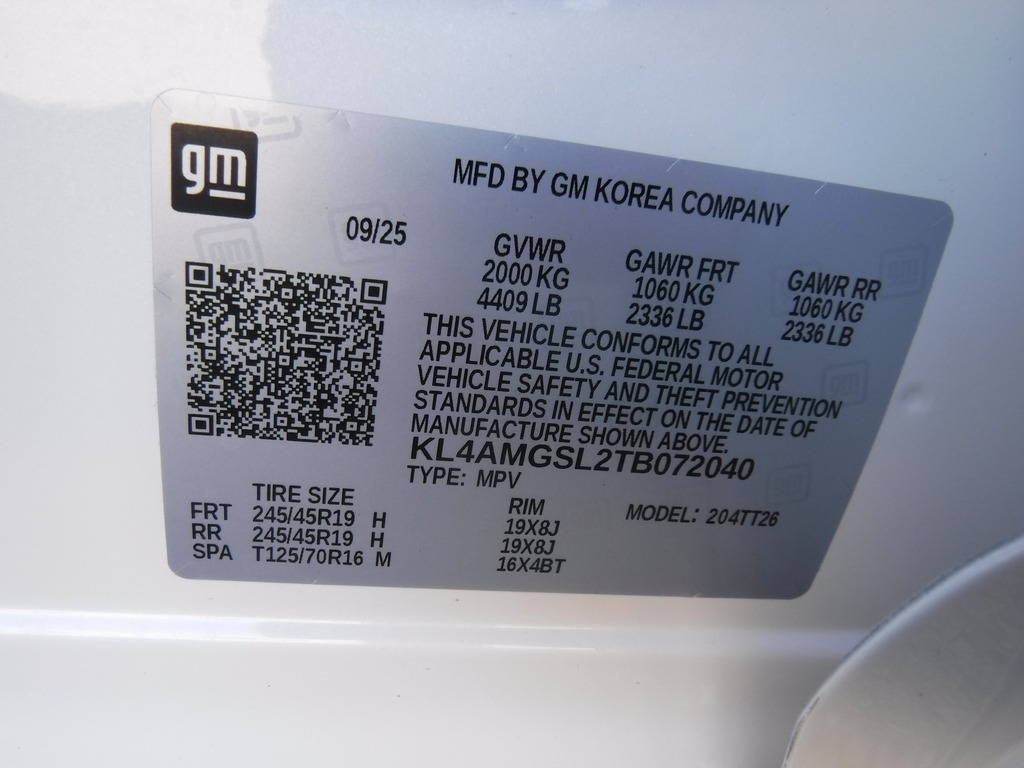 gm
MFD BY GM KOREA COMPANY
09/25
GVWR
2000 KG
4409 LB
GAWR FRT
1060 KG
2336 LB
GAWR RR
1060 KG
2336 LB
THIS VEHICLE CONFORMS TO ALL
APPLICABLE U.S. FEDERAL MOTOR
VEHICLE SAFETY AND THEFT PREVENTION
STANDARDS IN EFFECT ON THE DATE OF
MANUFACTURE SHOWN ABOVE.
KL4AMGSL2TB072040
TYPE: MPV
TIRE SIZE RIM MODEL: 204TT26
FRT 245/45R19 H 19X8J
RR 245/45R19 H 19X8J
SPA T125/70R16 M 16X4BT